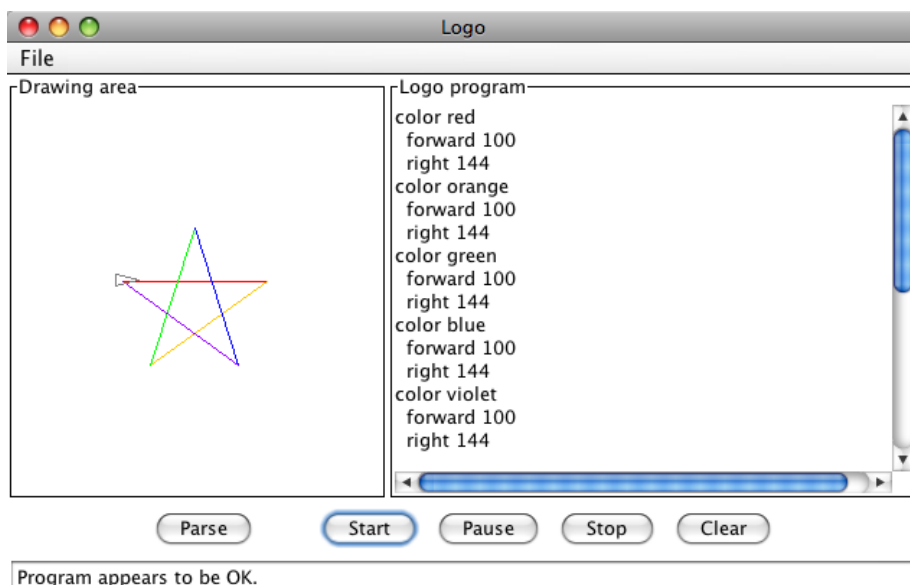 Logo
File
Drawing area
Logo program
color red
forward 100
right 144
color orange
forward 100
right 144
color green
forward 100
right 144
color blue
forward 100
right 144
color violet
forward 100
right 144
Parse
Start
Pause
Stop
Clear
Program appears to be OK.